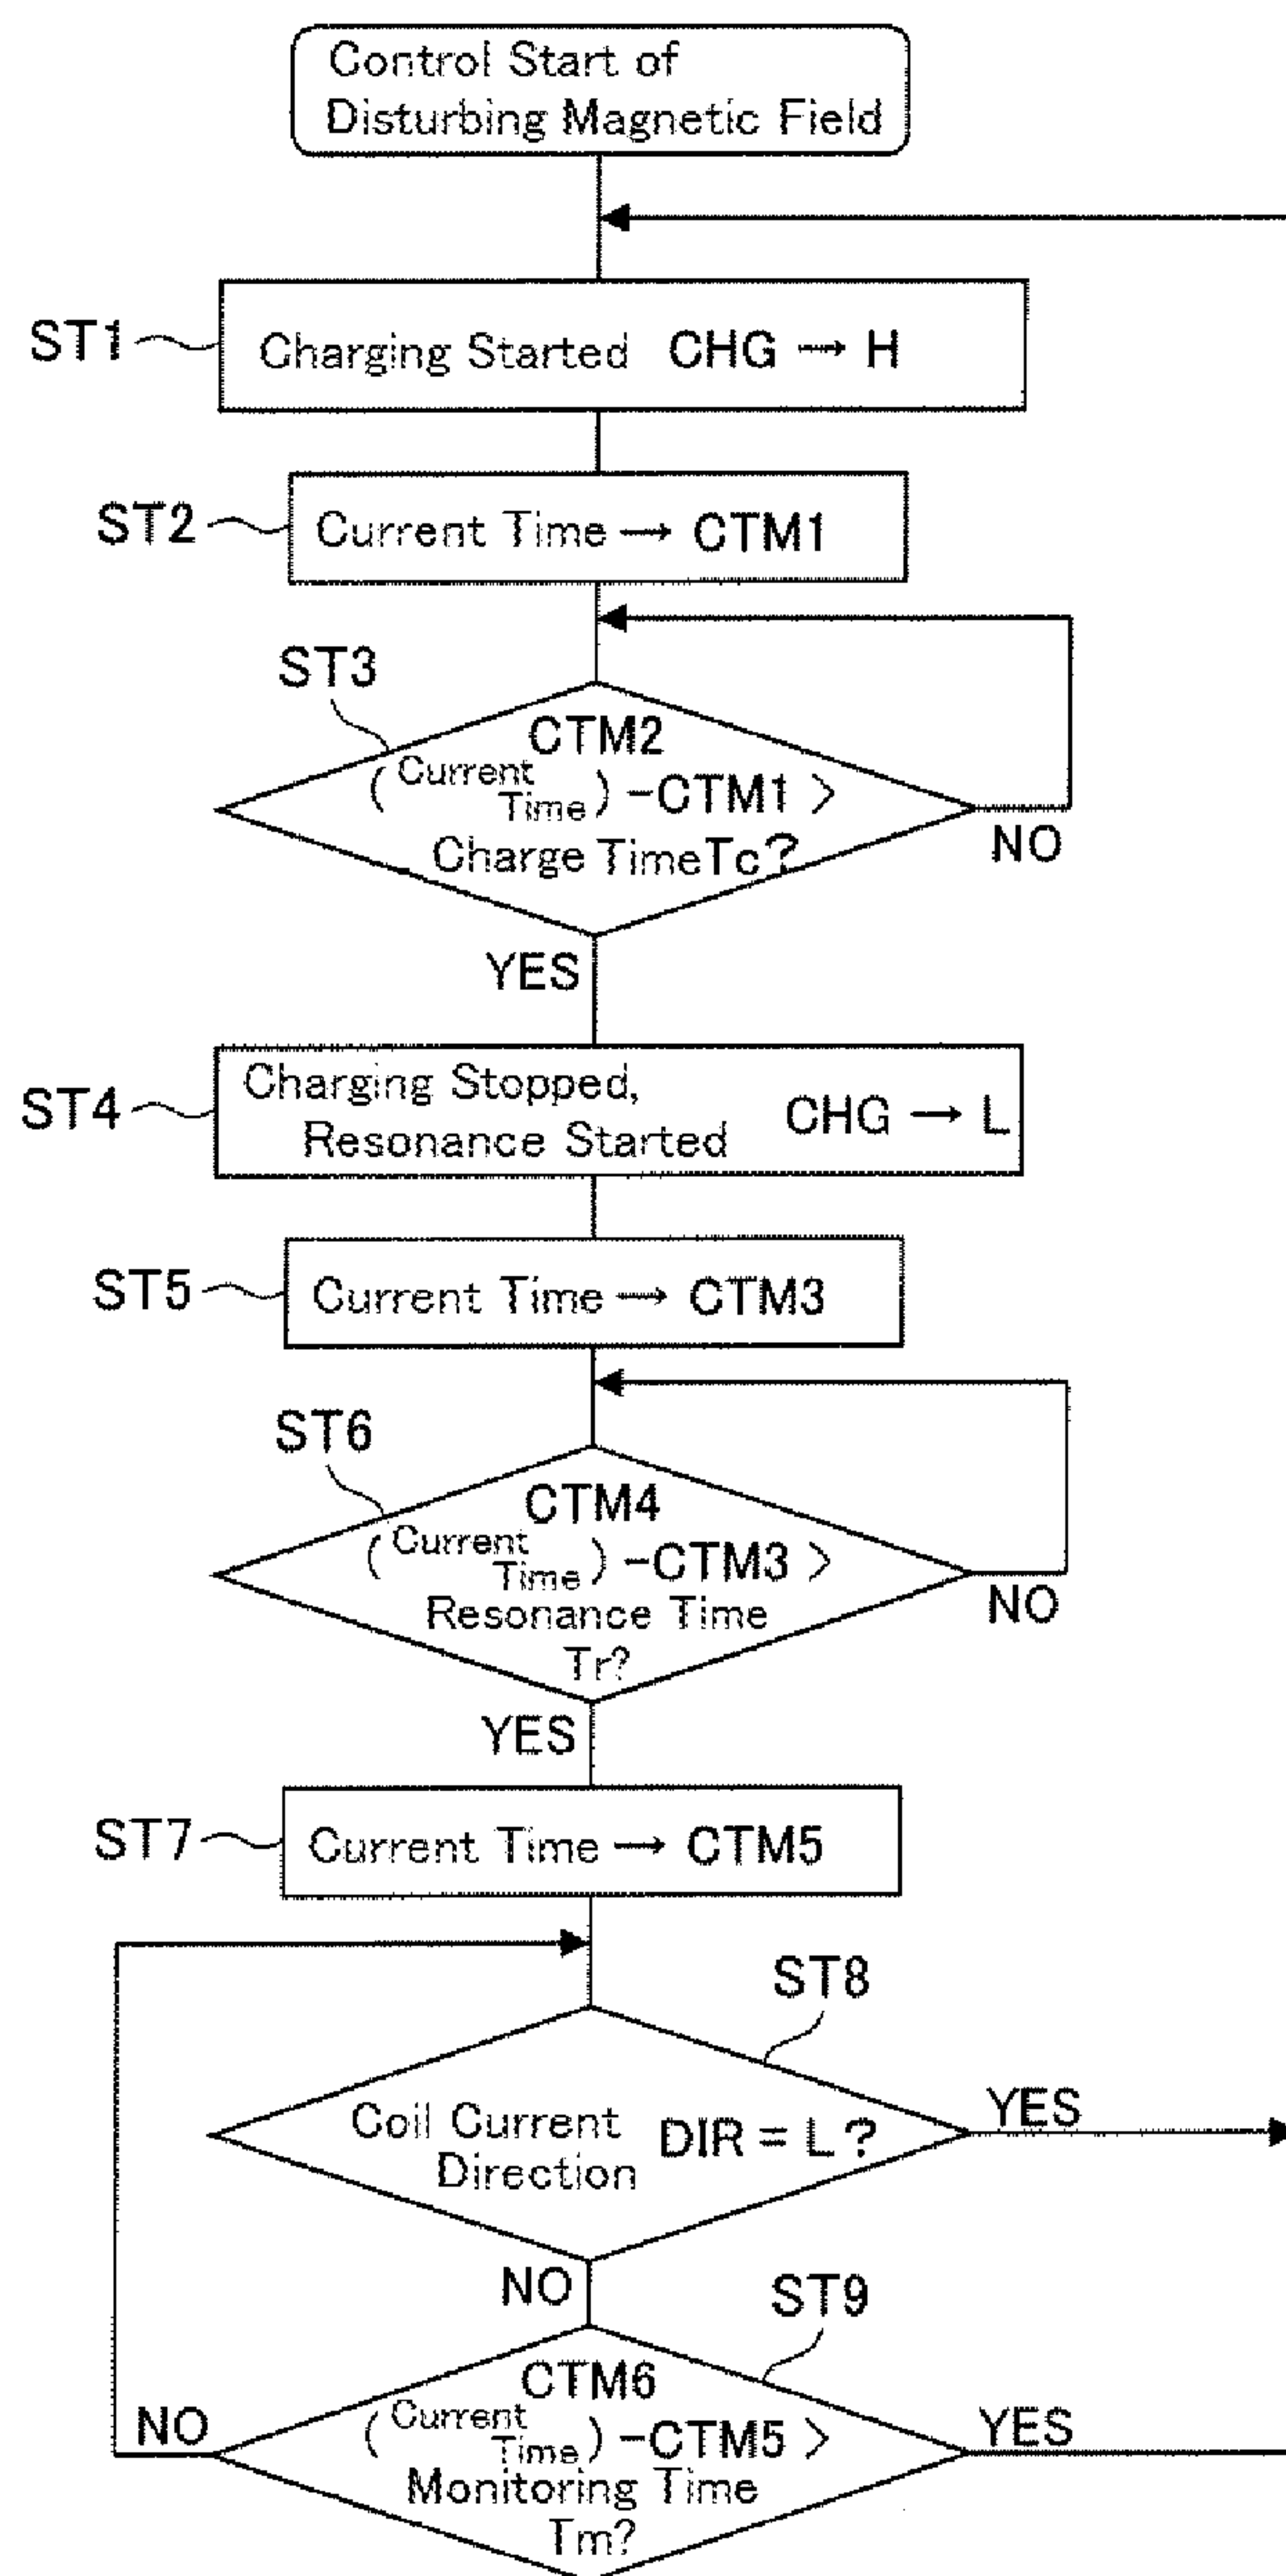 Control Start of
Disturbing Magnetic Field
ST1
Charging Started CHG → H
ST2
Current Time → CTM1
ST3
CTM2
(Current Time) -CTM1 >
Charge TimeTc?
NO
YES
ST4
Charging Stopped,
Resonance Started CHG → L
ST5
Current Time → CTM3
ST6
CTM4
(Current Time) -CTM3 >
Resonance Time
Tr?
NO
YES
ST7
Current Time → CTM5
ST8
Coil Current
Direction DIR = L ?
YES
NO
ST9
CTM6
(Current Time) -CTM5 >
Monitoring Time
Tm?
NO
YES